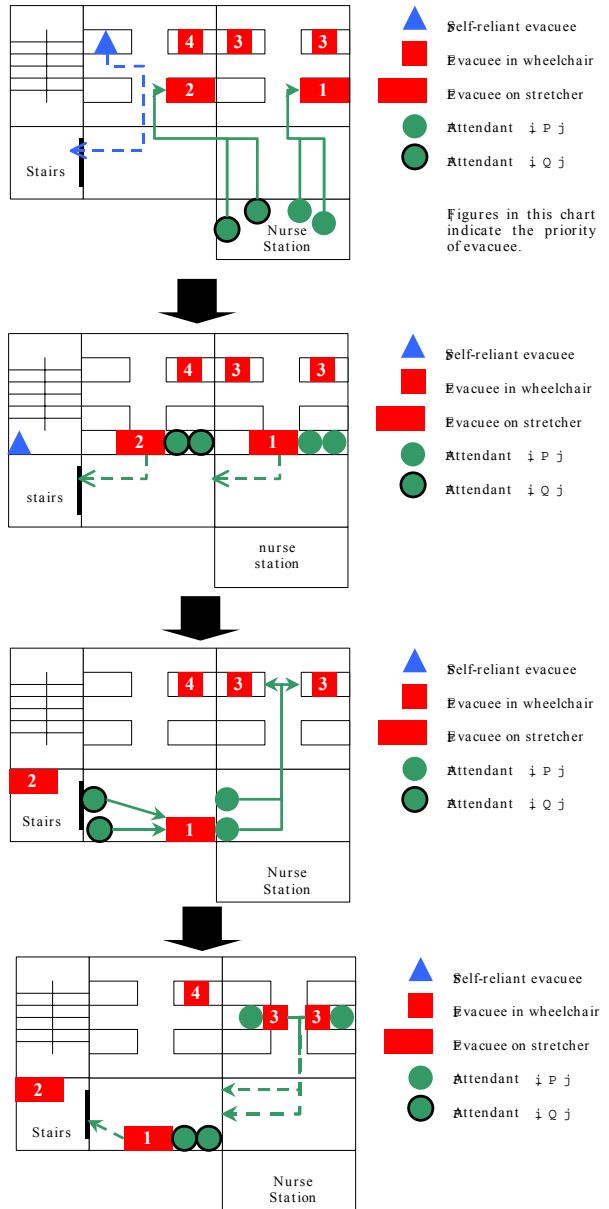 4 3 3
2 1
Stairs
Nurse
Station
Self-reliant evacuee
Evacuee in wheelchair
Evacuee on stretcher
Attendant P j
Attendant Q j
Figures in this chart
indicate the priority
of evacuee.
4 3 3
2 1
stairs
nurse
station
Self-reliant evacuee
Evacuee in wheelchair
Evacuee on stretcher
Attendant P j
Attendant Q j
4 3 3
2
Stairs
1
Nurse
Station
Self-reliant evacuee
Evacuee in wheelchair
Evacuee on stretcher
Attendant P j
Attendant Q j
4
3 3
2
Stairs
1
Nurse
Station
Self-reliant evacuee
Evacuee in wheelchair
Evacuee on stretcher
Attendant P j
Attendant Q j